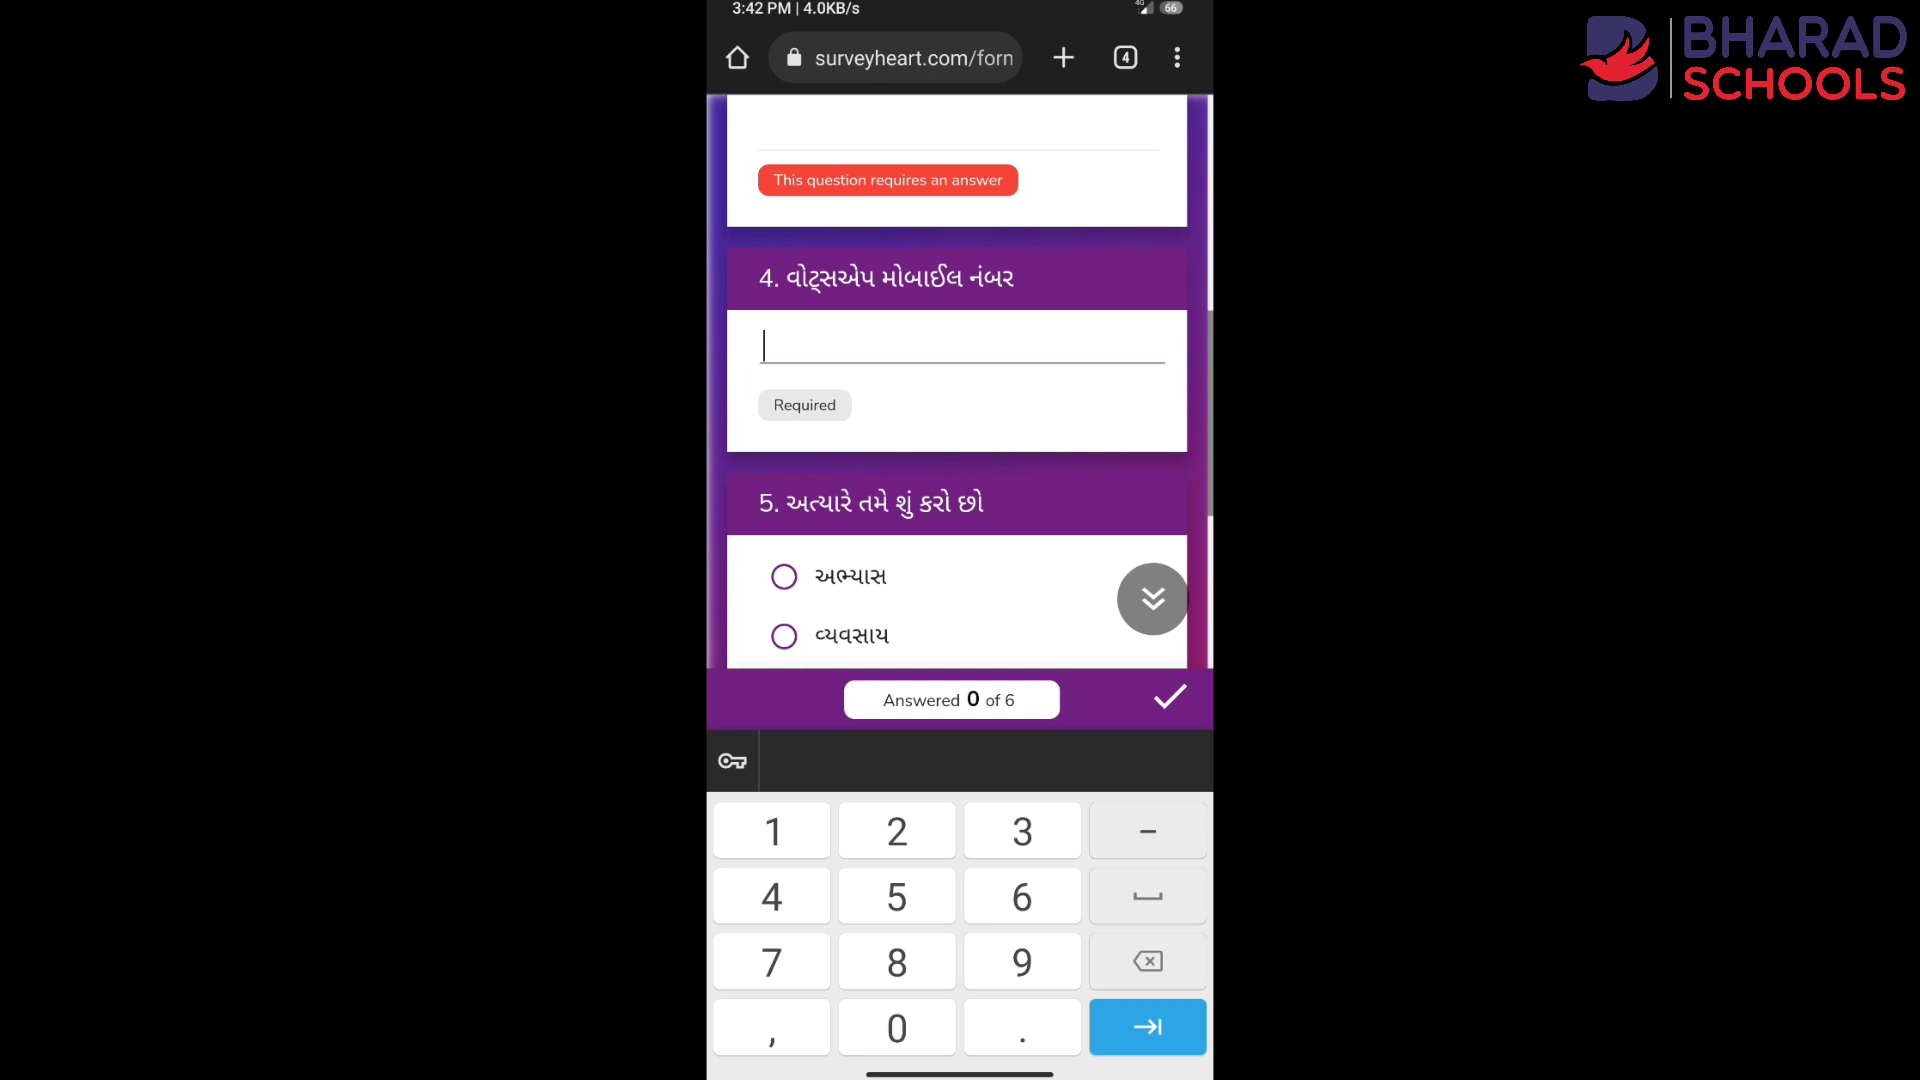 3:42 PM | 4.0KB/s
4G
66
BHARAD
SCHOOLS
surveyheart.com/forn
4
This question requires an answer
4. વોટ્સએપ મોબાઈલ નંબર
Required
5. અત્યારે તમે શું કરો છો
અભ્યાસ
વ્યવસાય
Answered 0 of 6
1 2 3 -
4 5 6
7 8 9
, 0 .